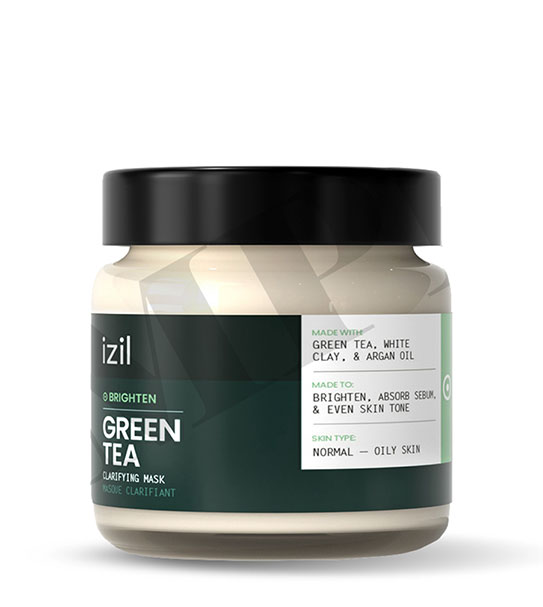 izil
BRIGHTEN
GREEN
TEA
CLARIFYING MASK
MASQUE CLARIFIANT
MADE WITH:
GREEN TEA, WHITE
CLAY, & ARGAN OIL
MADE TO:
BRIGHTEN, ABSORB SEBUM,
& EVEN SKIN TONE
SKIN TYPE:
NORMAL — OILY SKIN